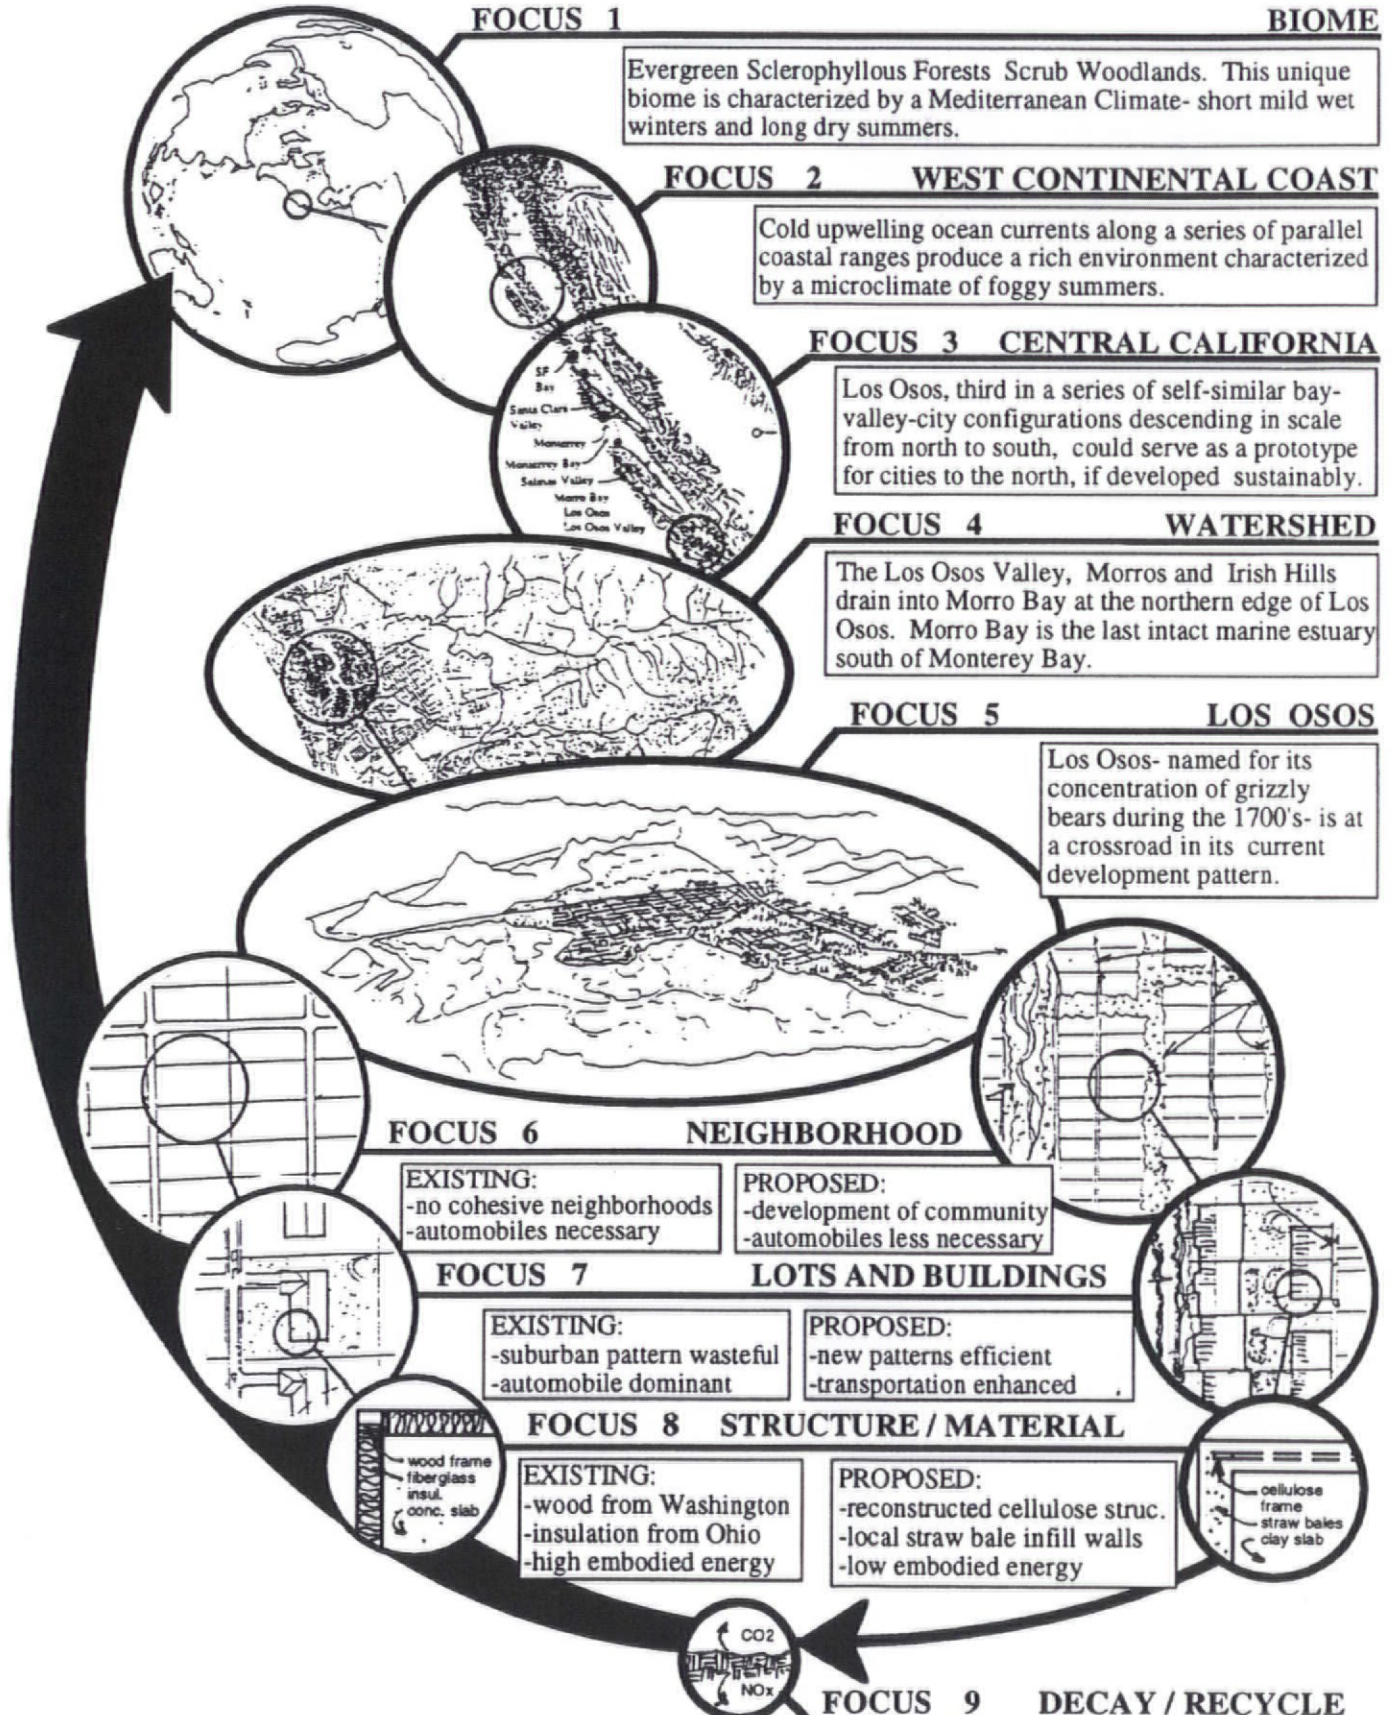 FOCUS 1 BIOME
Evergreen Sclerophyllous Forests Scrub Woodlands. This unique
biome is characterized by a Mediterranean Climate- short mild wet
winters and long dry summers.
FOCUS 2 WEST CONTINENTAL COAST
Cold upwelling ocean currents along a series of parallel
coastal ranges produce a rich environment characterized
by a microclimate of foggy summers.
FOCUS 3 CENTRAL CALIFORNIA
Los Osos, third in a series of self-similar bay-
valley-city configurations descending in scale
from north to south, could serve as a prototype
for cities to the north, if developed sustainably.
SF
Bay
Santa Clara
Valley
Monterrey
Monterrey Bay
Salinas Valley
Morro Bay
Los Osos
Los Osos Valley
FOCUS 4 WATERSHED
The Los Osos Valley, Morros and Irish Hills
drain into Morro Bay at the northern edge of Los
Osos. Morro Bay is the last intact marine estuary
south of Monterey Bay.
FOCUS 5 LOS OSOS
Los Osos- named for its
concentration of grizzly
bears during the 1700's- is at
a crossroad in its current
development pattern.
FOCUS 6 NEIGHBORHOOD
EXISTING:
-no cohesive neighborhoods
-automobiles necessary
PROPOSED:
-development of community
-automobiles less necessary
FOCUS 7 LOTS AND BUILDINGS
EXISTING:
-suburban pattern wasteful
-automobile dominant
PROPOSED:
-new patterns efficient
-transportation enhanced
FOCUS 8 STRUCTURE / MATERIAL
wood frame
fiberglass
insul.
conc. slab
EXISTING:
-wood from Washington
-insulation from Ohio
-high embodied energy
PROPOSED:
-reconstructed cellulose struc.
-local straw bale infill walls
-low embodied energy
cellulose
frame
straw bales
clay slab
CO2
NOx
FOCUS 9 DECAY / RECYCLE